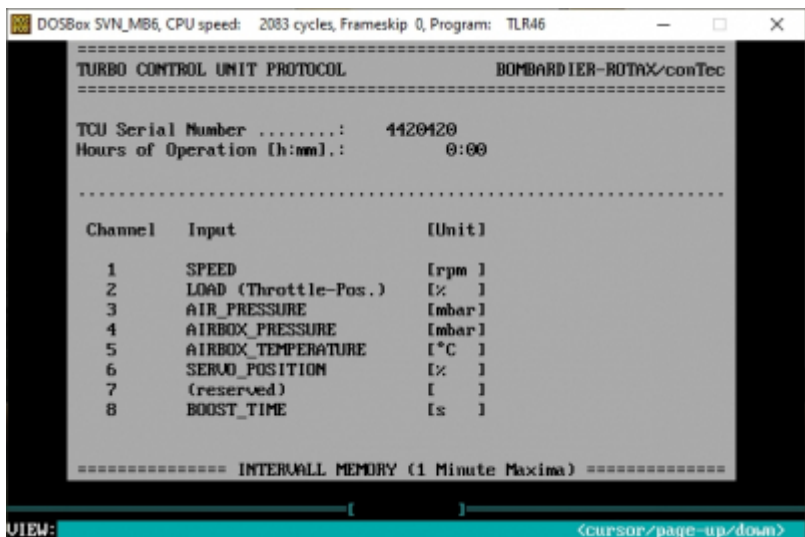 DOSBox SVN_MB6, CPU speed: 2083 cycles, Frameskip 0, Program: TLR46
===============================================================
TURBO CONTROL UNIT PROTOCOL BOMBARDIER-ROTAX/conTec
===============================================================
TCU Serial Number ........: 4420420
Hours of Operation [h:mm].: 0:00
...............................................................
Channel Input [Unit]
1 SPEED [rpm ]
2 LOAD (Throttle-Pos.) [% ]
3 AIR_PRESSURE [mbar]
4 AIRBOX_PRESSURE [mbar]
5 AIRBOX_TEMPERATURE [°C ]
6 SERVO_POSITION [% ]
7 (reserved) [ ]
8 BOOST_TIME [s ]
=============== INTERVALL MEMORY (1 Minute Maxima) ==============
[ ]
VIEW: <cursor/page-up/down>